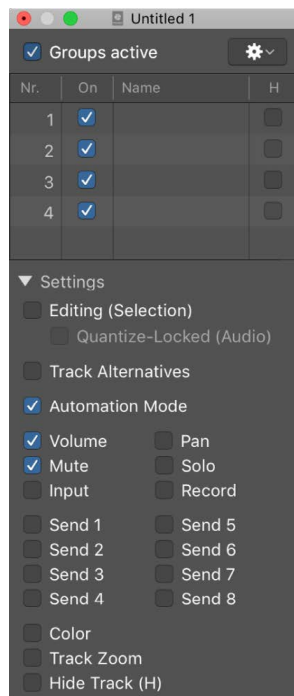 Untitled 1
Groups active
Nr. On Name H
1
2
3
4
Settings
Editing (Selection)
Quantize-Locked (Audio)
Track Alternatives
Automation Mode
Volume Pan
Mute Solo
Input Record
Send 1 Send 5
Send 2 Send 6
Send 3 Send 7
Send 4 Send 8
Color
Track Zoom
Hide Track (H)